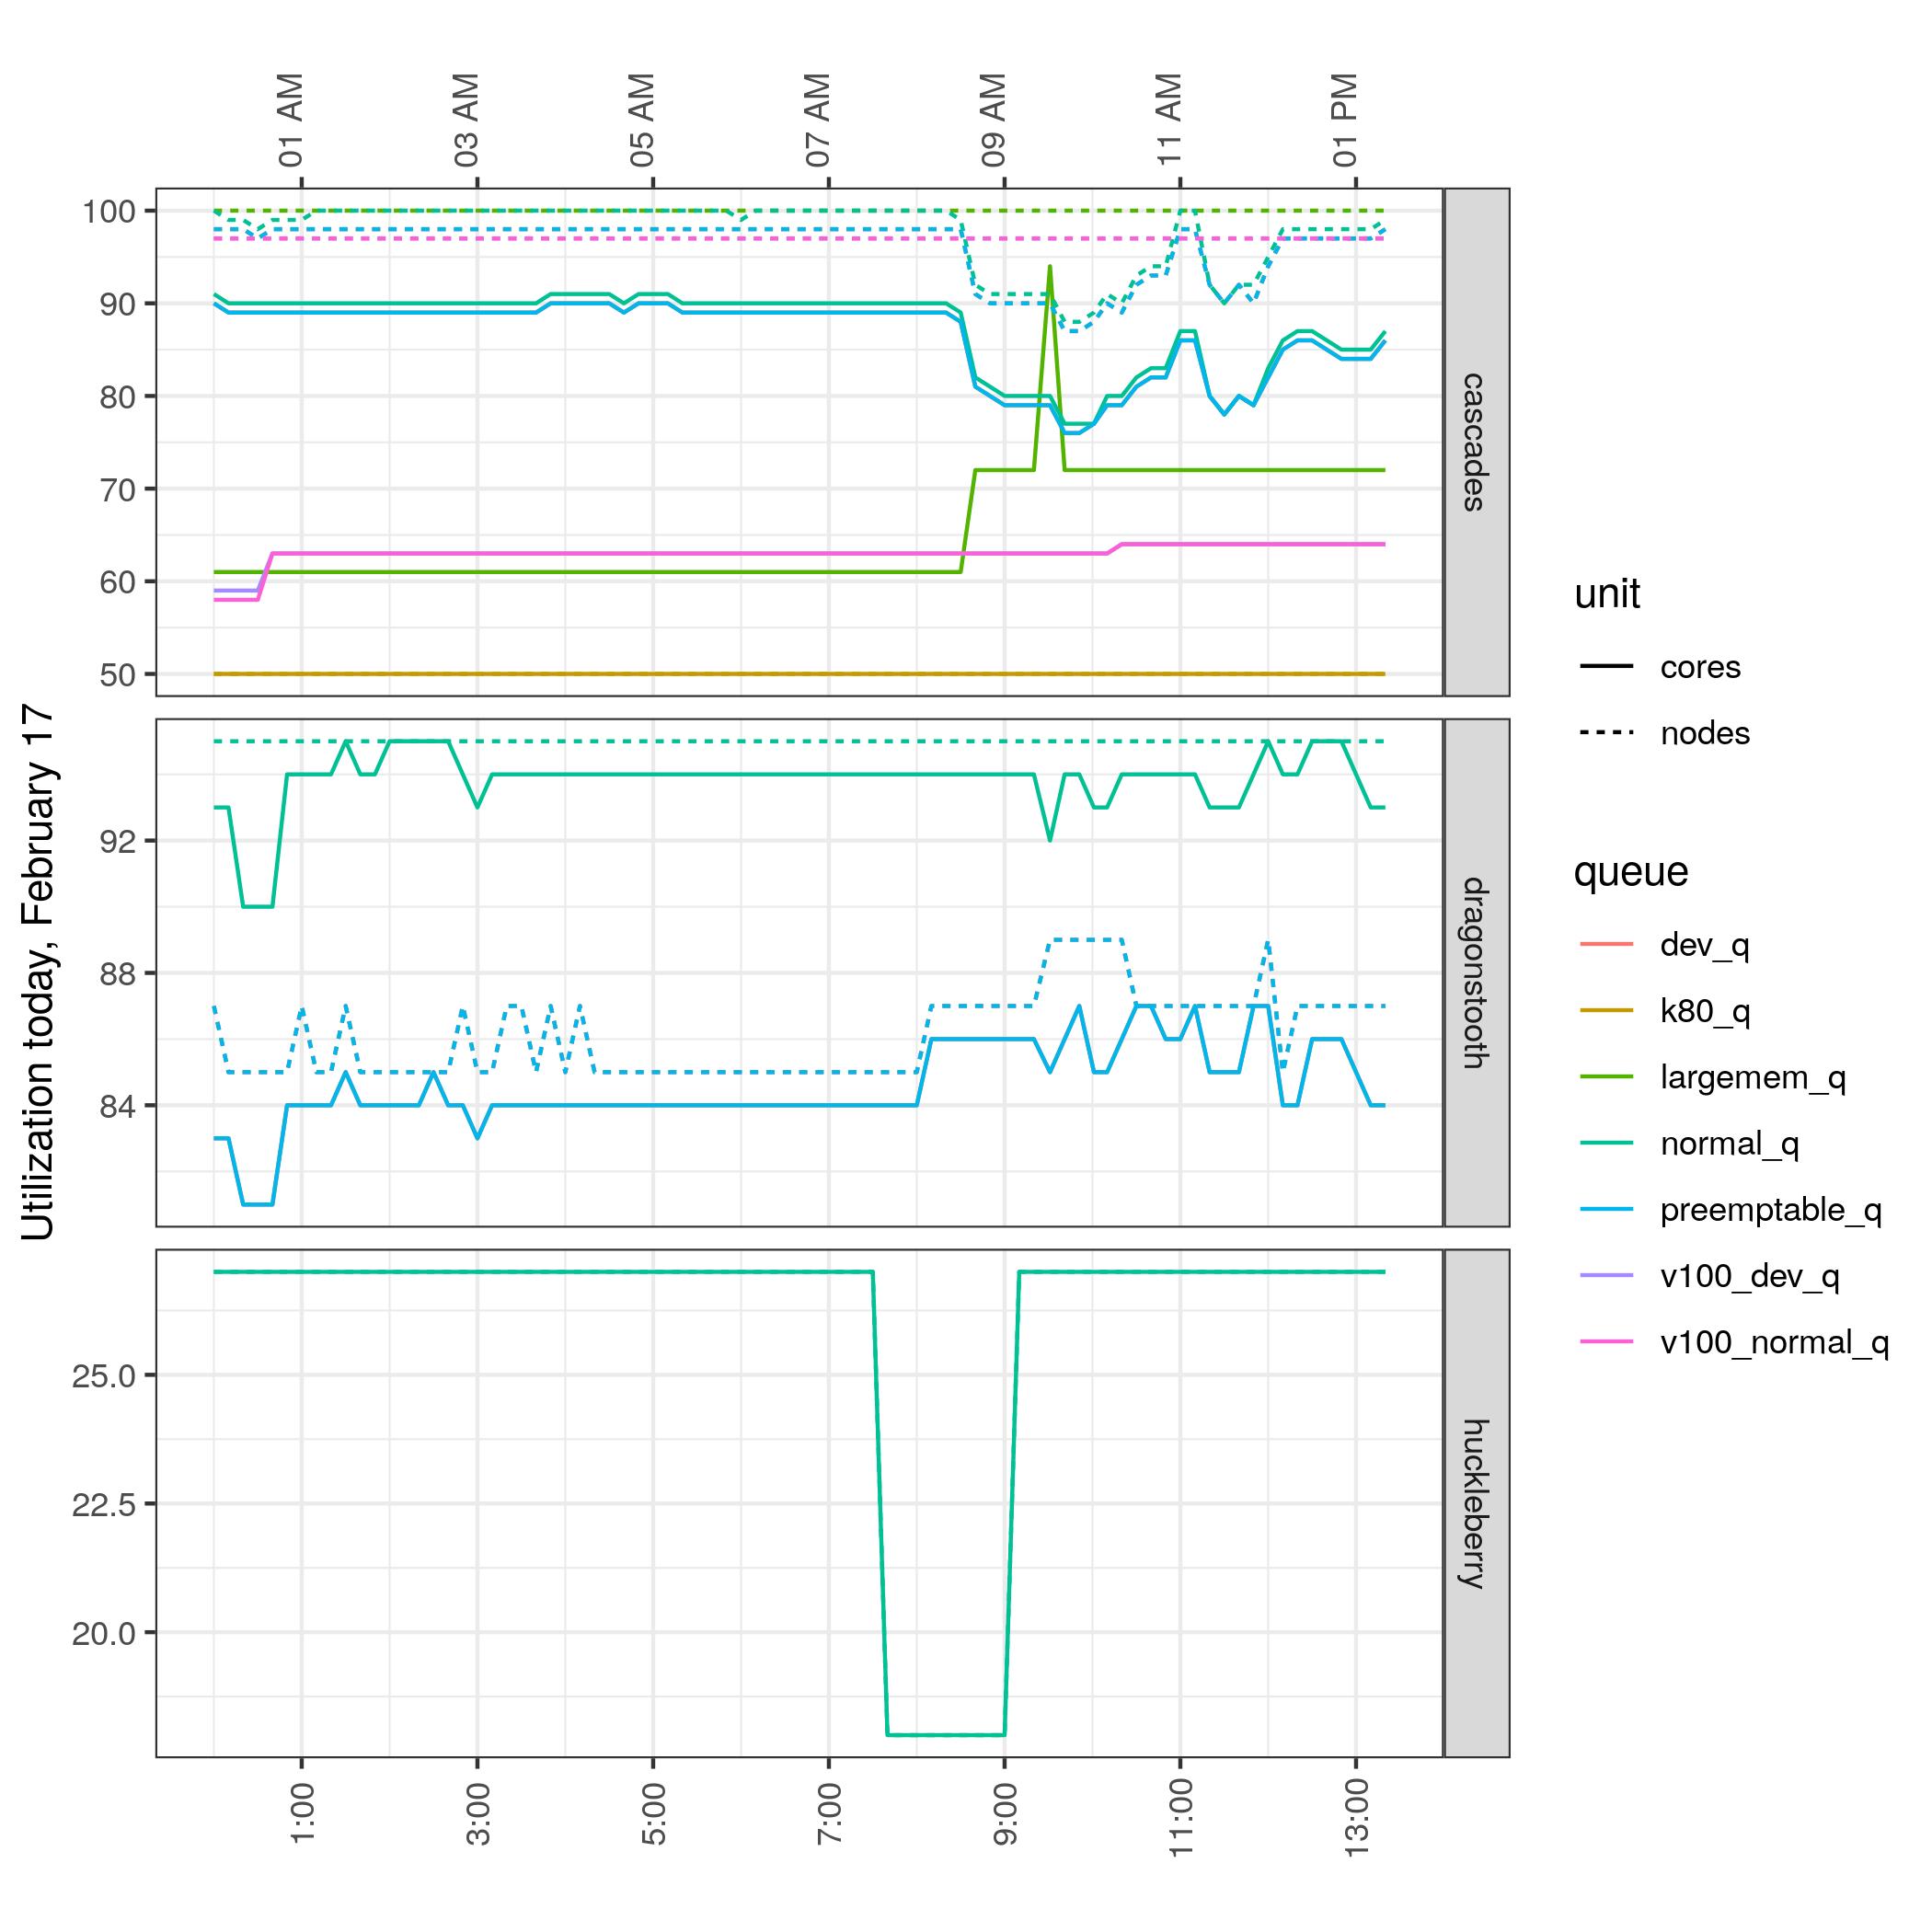 01 AM
03 AM
05 AM
07 AM
09 AM
11 AM
01 PM
Utilization today, February 17
100
90
80
70
60
50
cascades
92
88
84
dragonstooth
25.0
22.5
20.0
huckleberry
1:00
3:00
5:00
7:00
9:00
11:00
13:00
unit
cores
nodes
queue
dev_q
k80_q
largemem_q
normal_q
preemptable_q
v100_dev_q
v100_normal_q